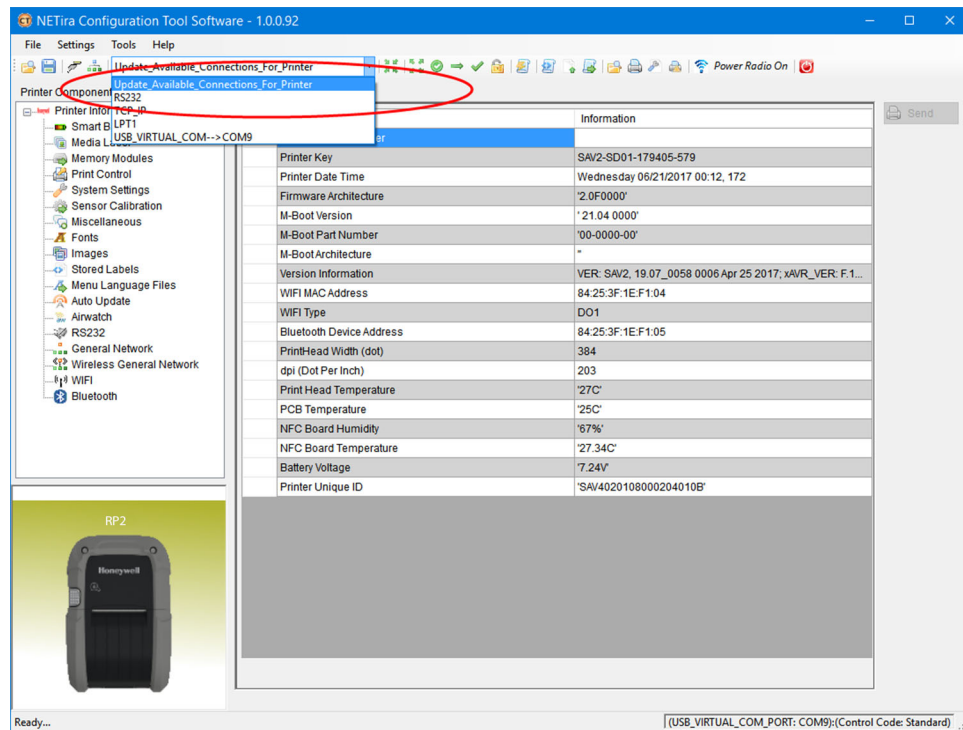 NETira Configuration Tool Software - 1.0.0.92
File Settings Tools Help
Update_Available_Connections_For_Printer
Power Radio On
Update_Available_Connections_For_Printer
RS232
TCP_IP
LPT1
USB_VIRTUAL_COM-->COM9
Printer Component
Printer Infor
Smart B
Media L
Memory Modules
Print Control
System Settings
Sensor Calibration
Miscellaneous
Fonts
Images
Stored Labels
Menu Language Files
Auto Update
Airwatch
RS232
General Network
Wireless General Network
WIFI
Bluetooth
Information
Send
er
Printer Key SAV2-SD01-179405-579
Printer Date Time Wednesday 06/21/2017 00:12, 172
Firmware Architecture '2.0F0000'
M-Boot Version ' 21.04 0000'
M-Boot Part Number '00-0000-00'
M-Boot Architecture ''
Version Information VER: SAV2, 19.07_0058 0006 Apr 25 2017; xAVR_VER: F.1...
WIFI MAC Address 84:25:3F:1E:F1:04
WIFI Type DO1
Bluetooth Device Address 84:25:3F:1E:F1:05
PrintHead Width (dot) 384
dpi (Dot Per Inch) 203
Print Head Temperature '27C'
PCB Temperature '25C'
NFC Board Humidity '67%'
NFC Board Temperature '27.34C'
Battery Voltage '7.24V'
Printer Unique ID 'SAV4020108000204010B'
RP2
Honeywell
Ready...
(USB_VIRTUAL_COM_PORT: COM9):(Control Code: Standard)